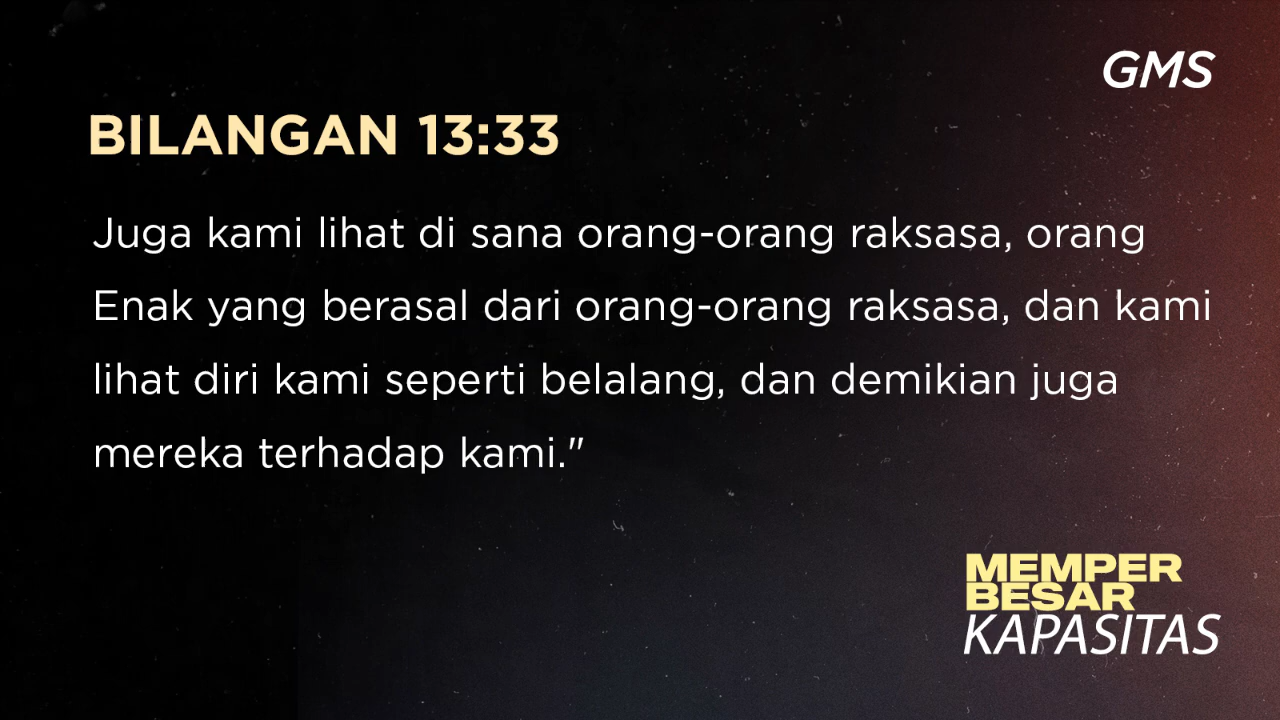 GMS
BILANGAN 13:33
Juga kami lihat di sana orang-orang raksasa, orang
Enak yang berasal dari orang-orang raksasa, dan kami
lihat diri kami seperti belalang, dan demikian juga
mereka terhadap kami."
MEMPER
BESAR
KAPASITAS